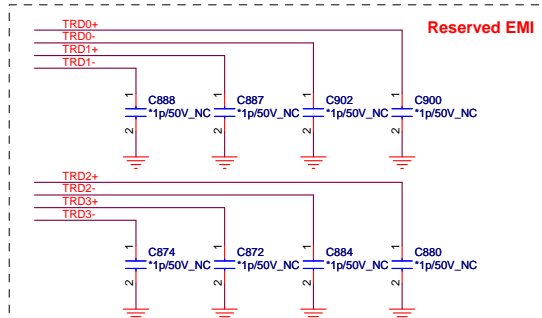 Reserved EMI
TRD0+
TRD0-
TRD1+
TRD1-
1 C888 1 C887 1 C902 1 C900
*1p/50V_NC *1p/50V_NC *1p/50V_NC *1p/50V_NC
2 2 2 2
TRD2+
TRD2-
TRD3+
TRD3-
1 C874 1 C872 1 C884 1 C880
*1p/50V_NC *1p/50V_NC *1p/50V_NC *1p/50V_NC
2 2 2 2